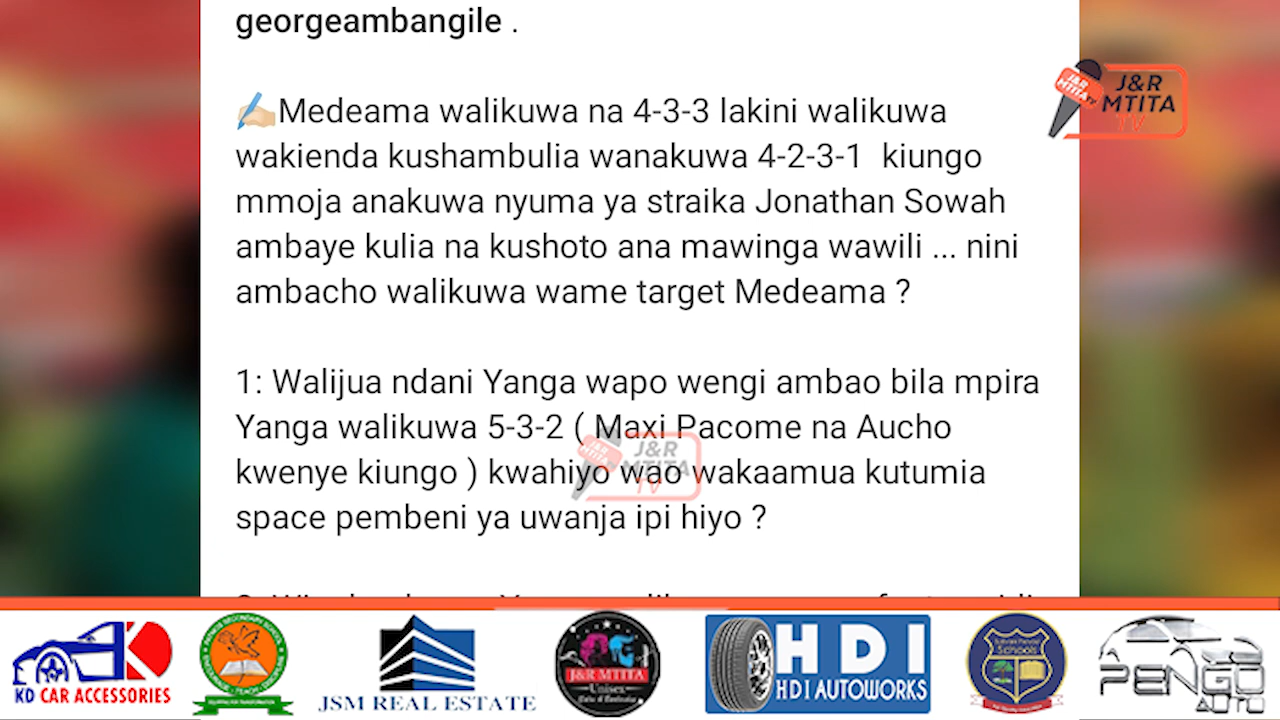 georgeambangile .
✍🏻Medeama walikuwa na 4-3-3 lakini walikuwa
wakienda kushambulia wanakuwa 4-2-3-1 kiungo
mmoja anakuwa nyuma ya straika Jonathan Sowah
ambaye kulia na kushoto ana mawinga wawili ... nini
ambacho walikuwa wame target Medeama ?
1: Walijua ndani Yanga wapo wengi ambao bila mpira
Yanga walikuwa 5-3-2 ( Maxi Pacome na Aucho
kwenye kiungo ) kwahiyo wao wakaamua kutumia
space pembeni ya uwanja ipi hiyo ?
J&R
MTITA
TV
J&R
MTITA
TV
KD CAR ACCESSORIES
JSM REAL ESTATE
J&R MTITA
Unisex
HDI
HDI AUTOWORKS
Schools
A PENGO
AUTO